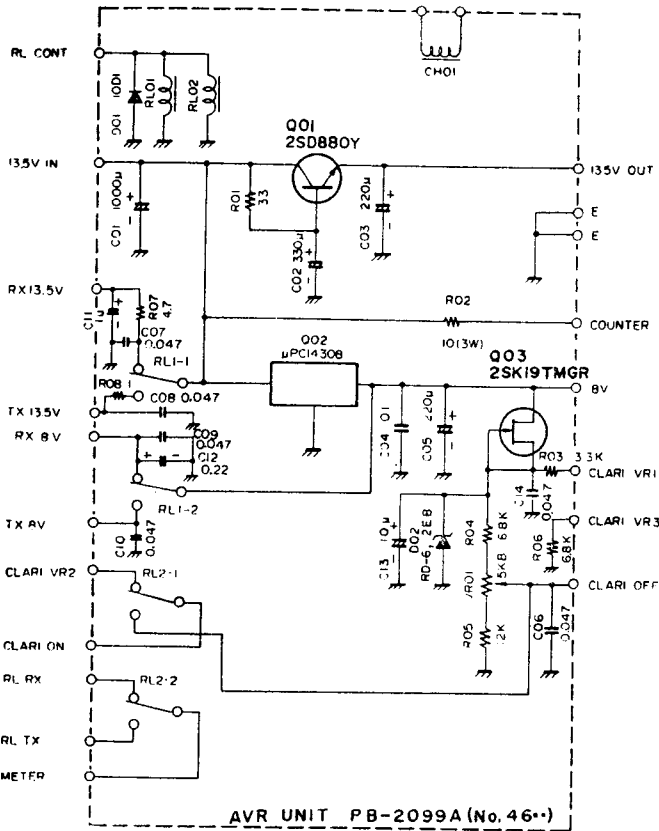 RL CONT
CH01
D01 10D1
RL01
RL02
Q01
2SD880Y
13.5V IN
13.5V OUT
C01 1000μ
+
-
R01
33
C02 330μ
+
-
C03
220μ
+
-
E
E
RX13.5V
C11
+
-
R07
4.7
C07
0.047
RL1-1
R02
10(3W)
COUNTER
Q02
μPC14308
Q03
2SK19TMGR
8V
R08 1
C08 0.047
TX 13.5V
RX 8V
C09
0.047
C12
0.22
+
-
C04 01
C05
220μ
+
-
R03 3.3K
CLARI VR1
C14
0.047
RL1-2
TX 8V
C10
0.047
CLARI VR3
R06
6.8K
C13
10μ
+
-
D02
RD-6, 2EB
R04
6.8K
VR01
5KB
R05
12K
CLARI VR2
RL2-1
CLARI OFF
C06
0.047
CLARI ON
RL RX
RL2-2
RL TX
METER
AVR UNIT PB-2099A (No. 46••)